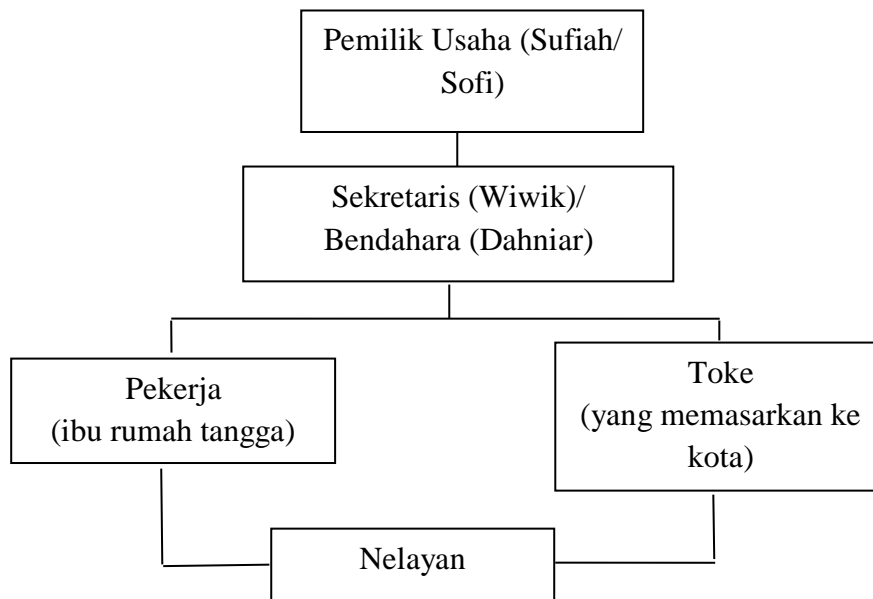 Pemilik Usaha (Sufiah/
Sofi)
Sekretaris (Wiwik)/
Bendahara (Dahniar)
Pekerja
(ibu rumah tangga)
Toke
(yang memasarkan ke
kota)
Nelayan